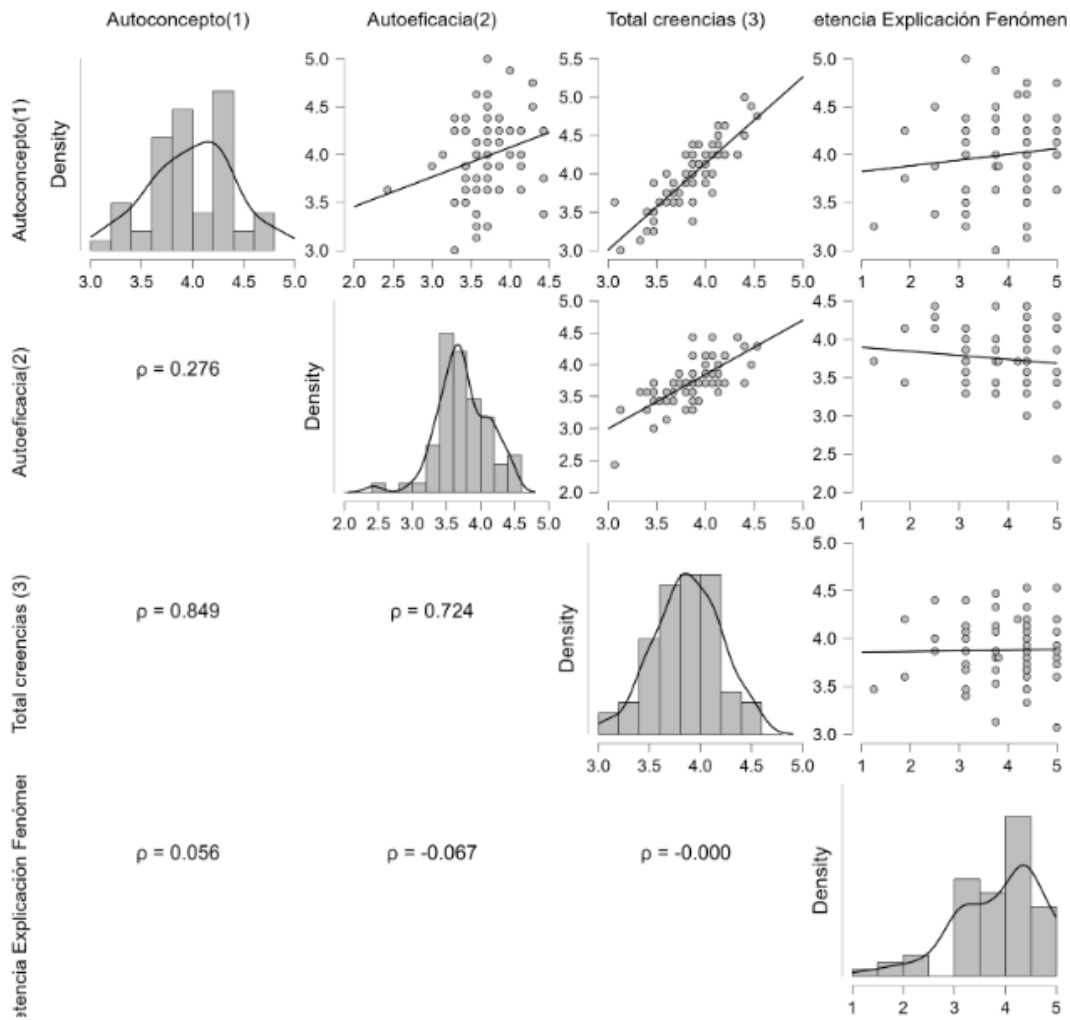 Autoconcepto(1) Autoeficacia(2) Total creencias (3) etencia Explicación Fenómen
Autoconcepto(1)
Density
5.0
4.5
4.0
3.5
3.0
5.5
5.0
4.5
4.0
3.5
3.0
5.0
4.5
4.0
3.5
3.0
3.0 3.5 4.0 4.5 5.0
2.0 2.5 3.0 3.5 4.0 4.5
3.0 3.5 4.0 4.5 5.0
1 2 3 4 5
Autoeficacia(2)
ρ = 0.276
Density
5.0
4.5
4.0
3.5
3.0
2.5
2.0
4.5
4.0
3.5
3.0
2.5
2.0
2.0 2.5 3.0 3.5 4.0 4.5 5.0
3.0 3.5 4.0 4.5 5.0
1 2 3 4 5
Total creencias (3)
ρ = 0.849
ρ = 0.724
Density
5.0
4.5
4.0
3.5
3.0
3.0 3.5 4.0 4.5 5.0
1 2 3 4 5
etencia Explicación Fenómer
ρ = 0.056
ρ = -0.067
ρ = -0.000
Density
1 2 3 4 5